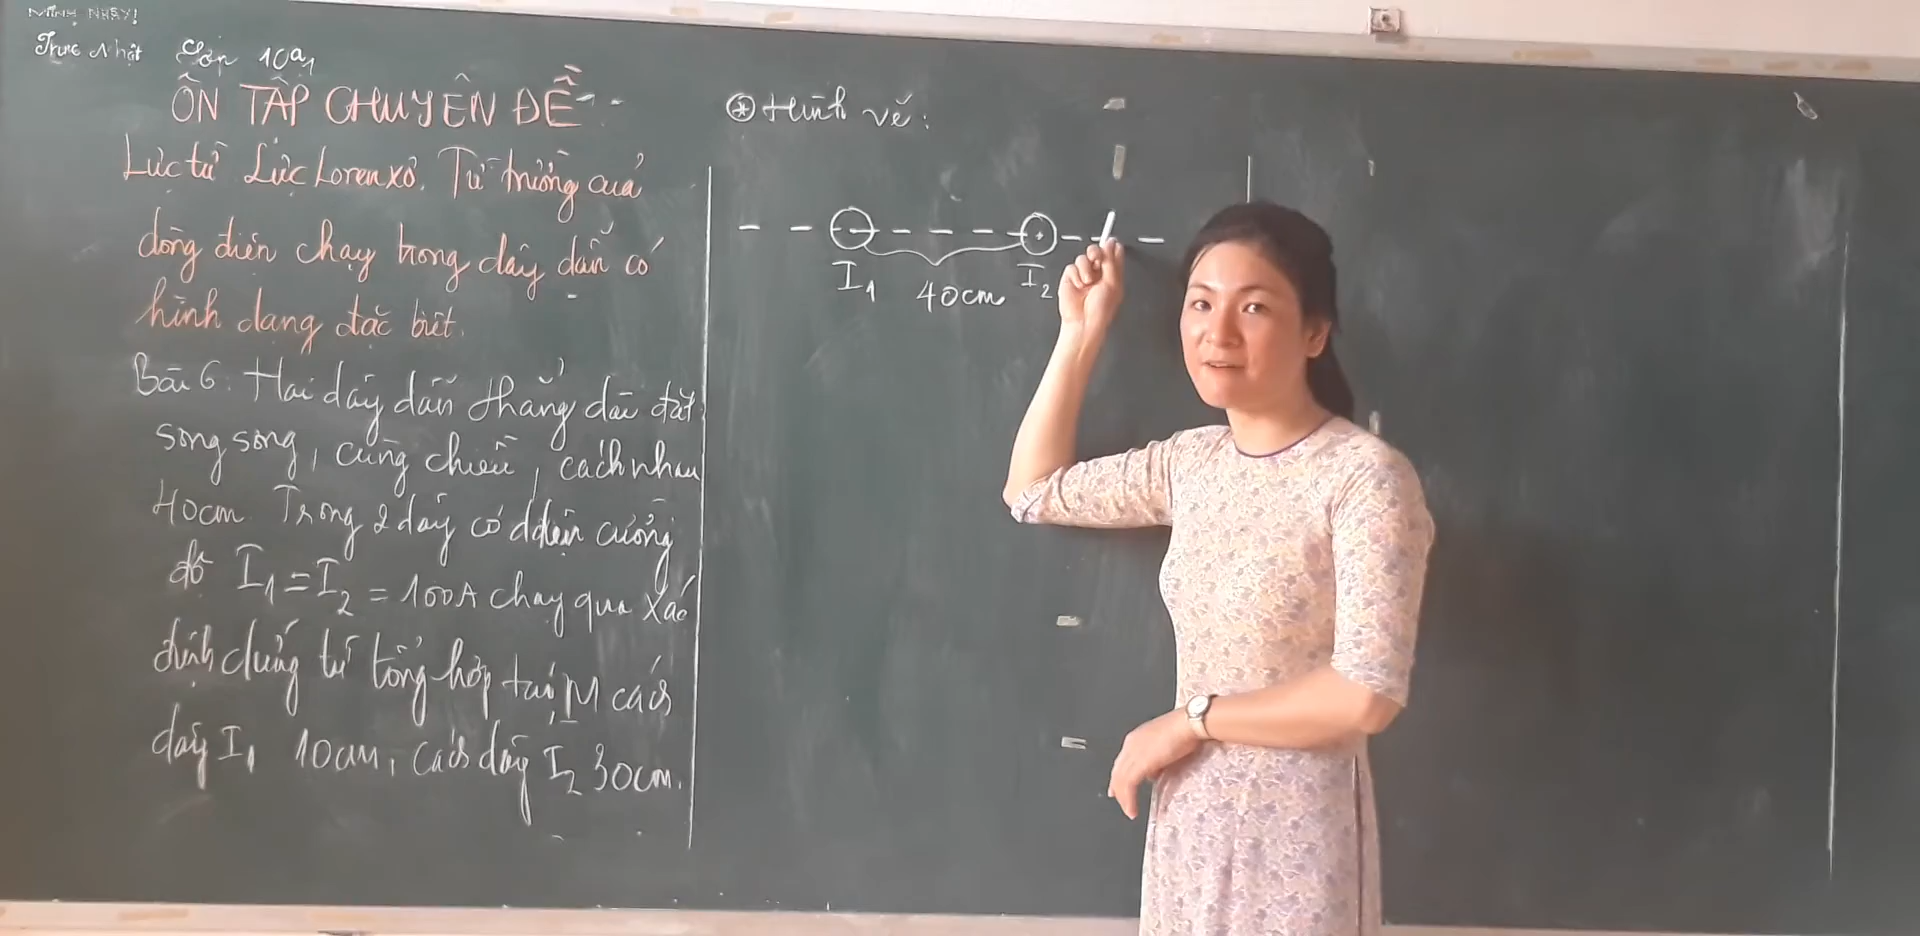 MINH NHẬY!
Trực Nhật Lớp 10a1
ÔN TẬP CHUYÊN ĐỀ
Lực từ Lực Lorenxơ. Từ trường của
dòng điện chạy trong dây dẫn có
hình dạng đặc biệt.
Bài 6: Hai dây dẫn thẳng dài đặt
song song, cùng chiều, cách nhau
40cm. Trong 2 dây có dđiện cường
độ I1 = I2 = 100A chạy qua xác
định cảm ứng từ tổng hợp tại M cách
dây I1 10cm, cách dây I2 30cm.
⊛ Hình vẽ:
I1 40cm I2